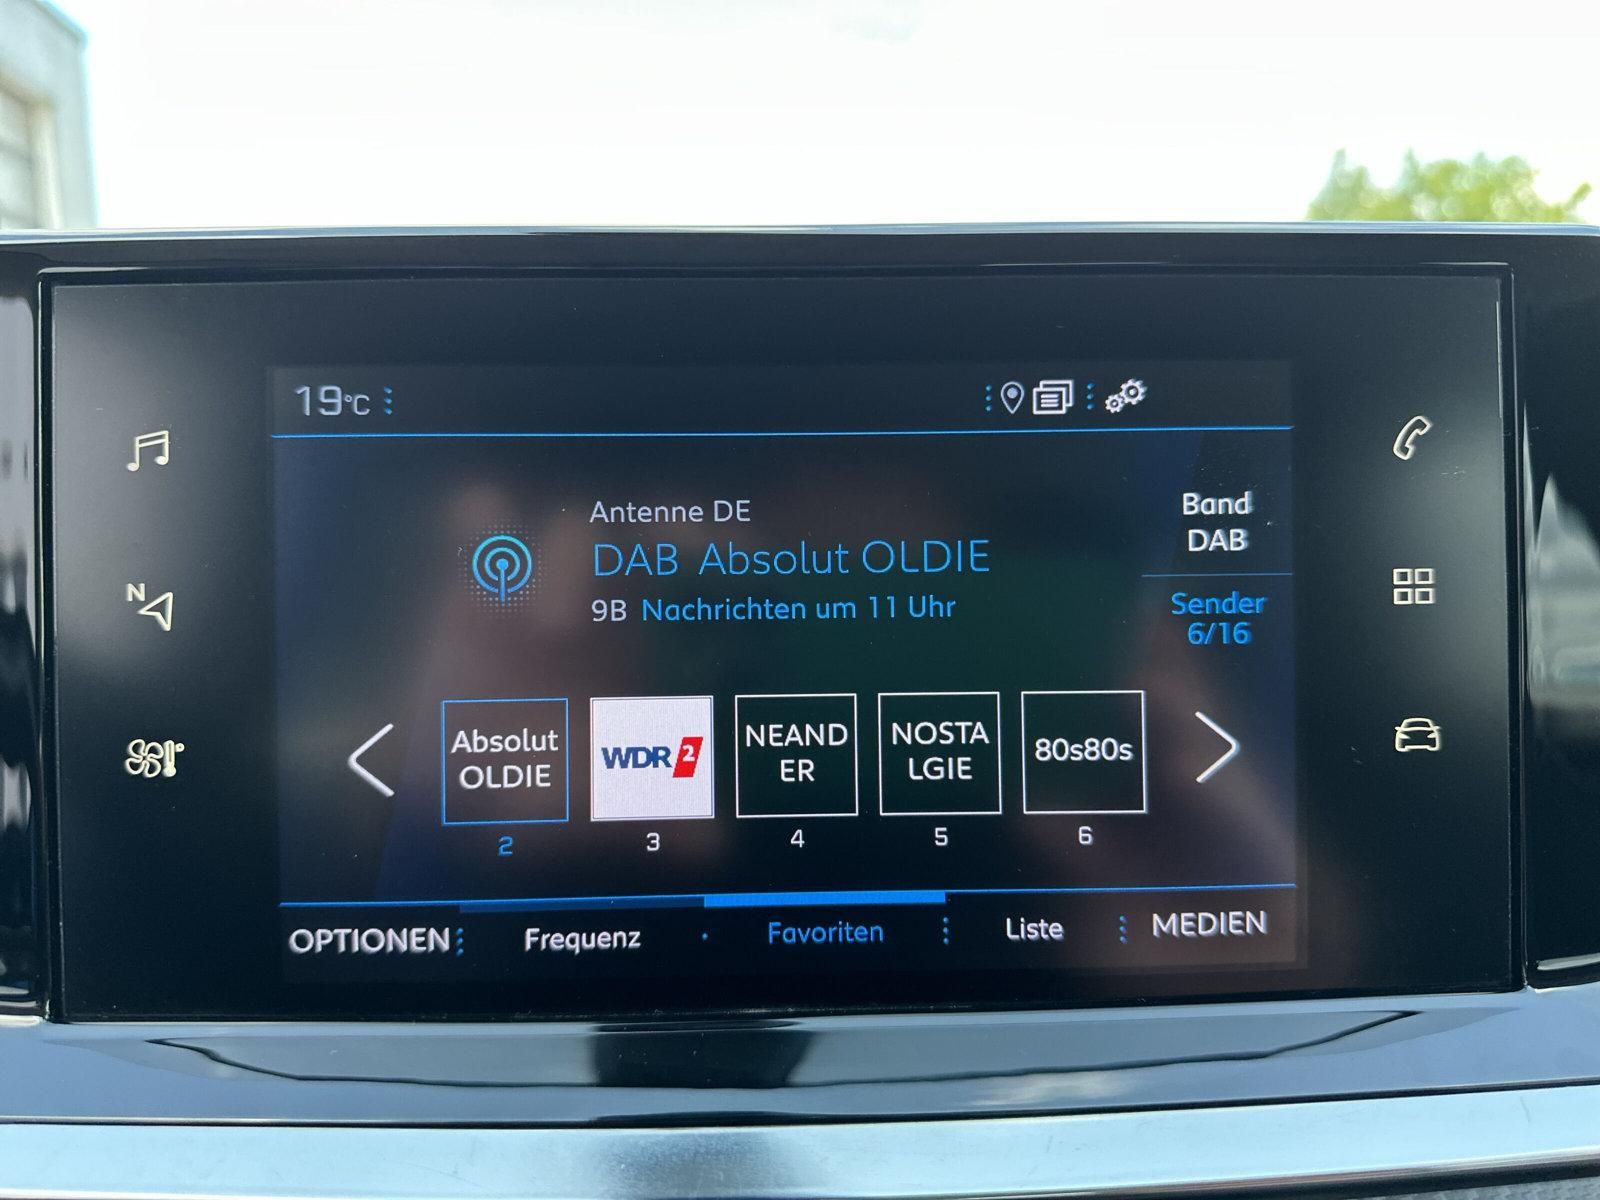 19°C
N
Antenne DE
DAB Absolut OLDIE
9B Nachrichten um 11 Uhr
Band
DAB
Sender
6/16
Absolut
OLDIE
WDR 2
NEAND
ER
NOSTA
LGIE
80s80s
2
3
4
5
6
OPTIONEN
Frequenz
Favoriten
Liste
MEDIEN